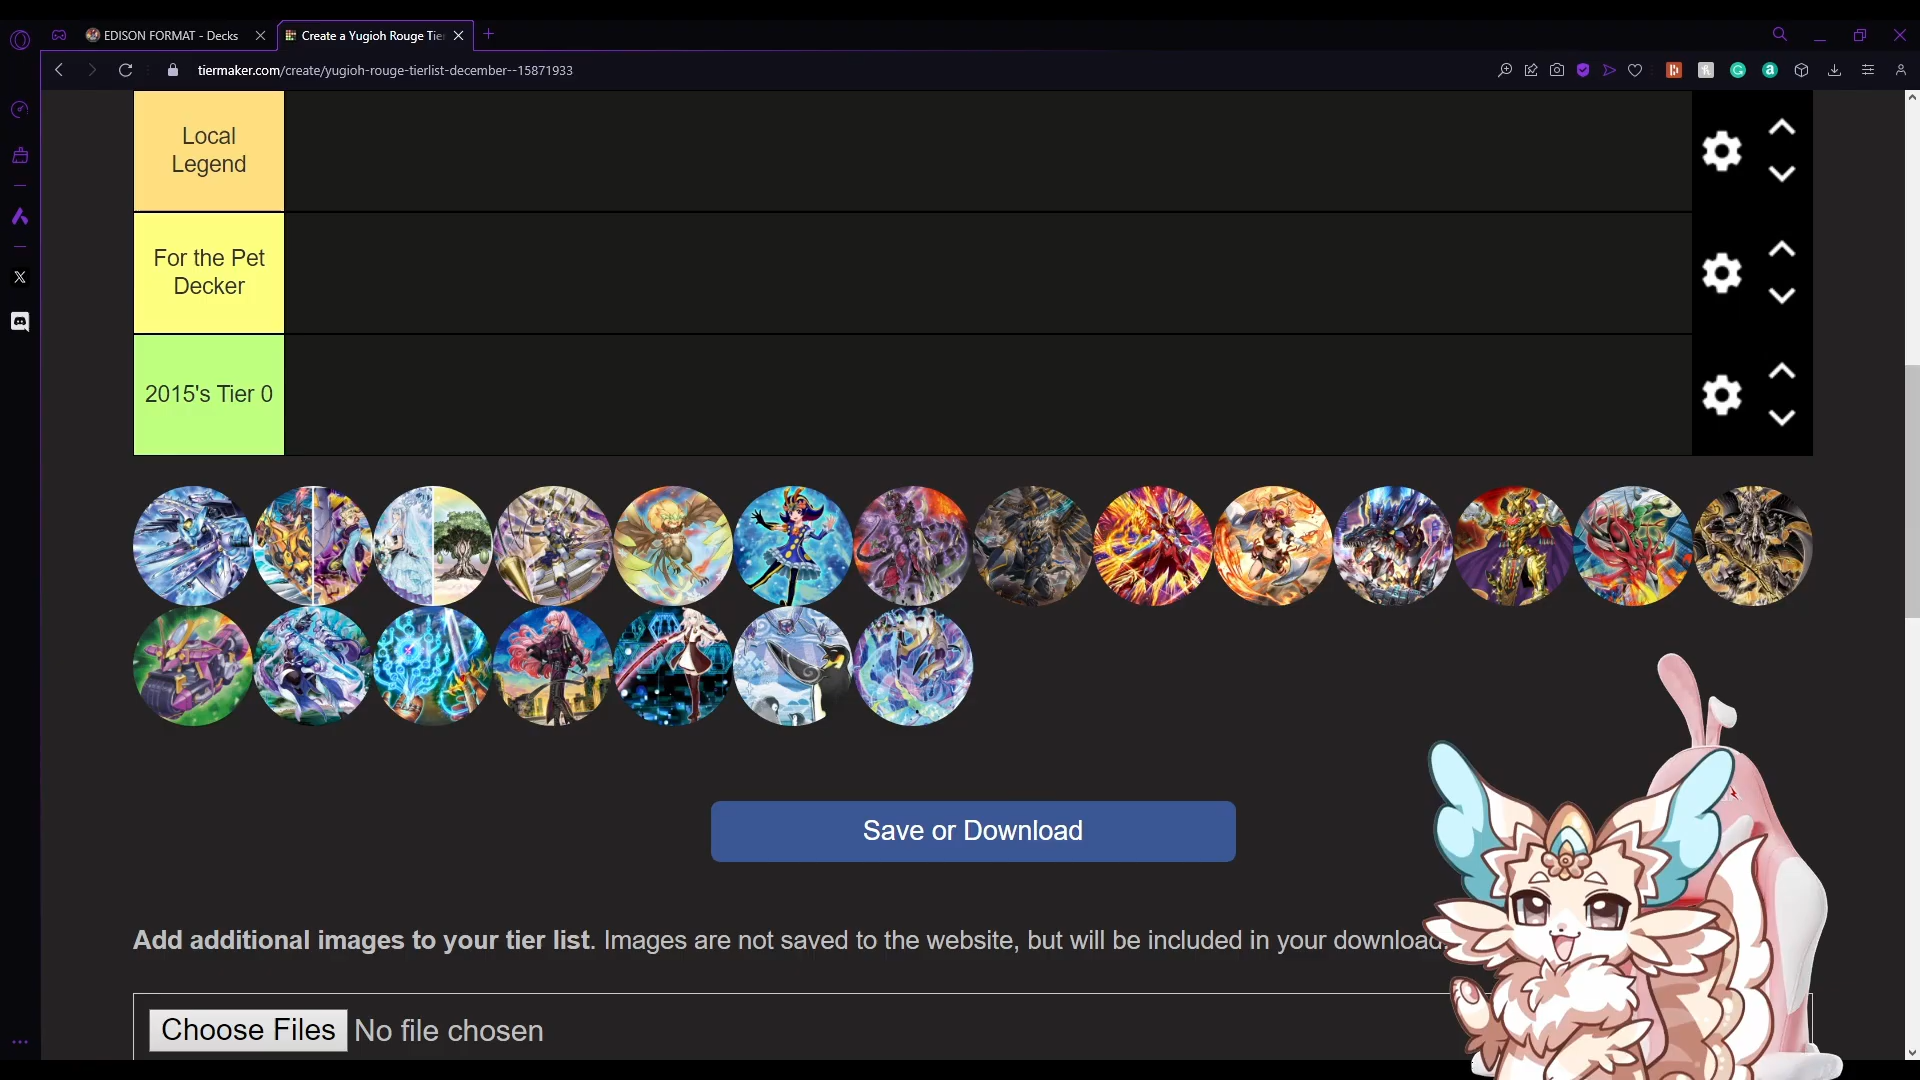 EDISON FORMAT - Decks
Create a Yugioh Rouge Tier
tiermaker.com/create/yugioh-rouge-tierlist-december--15871933
Local
Legend
For the Pet
Decker
2015's Tier 0
Save or Download
Add additional images to your tier list. Images are not saved to the website, but will be included in your download.
Choose Files No file chosen